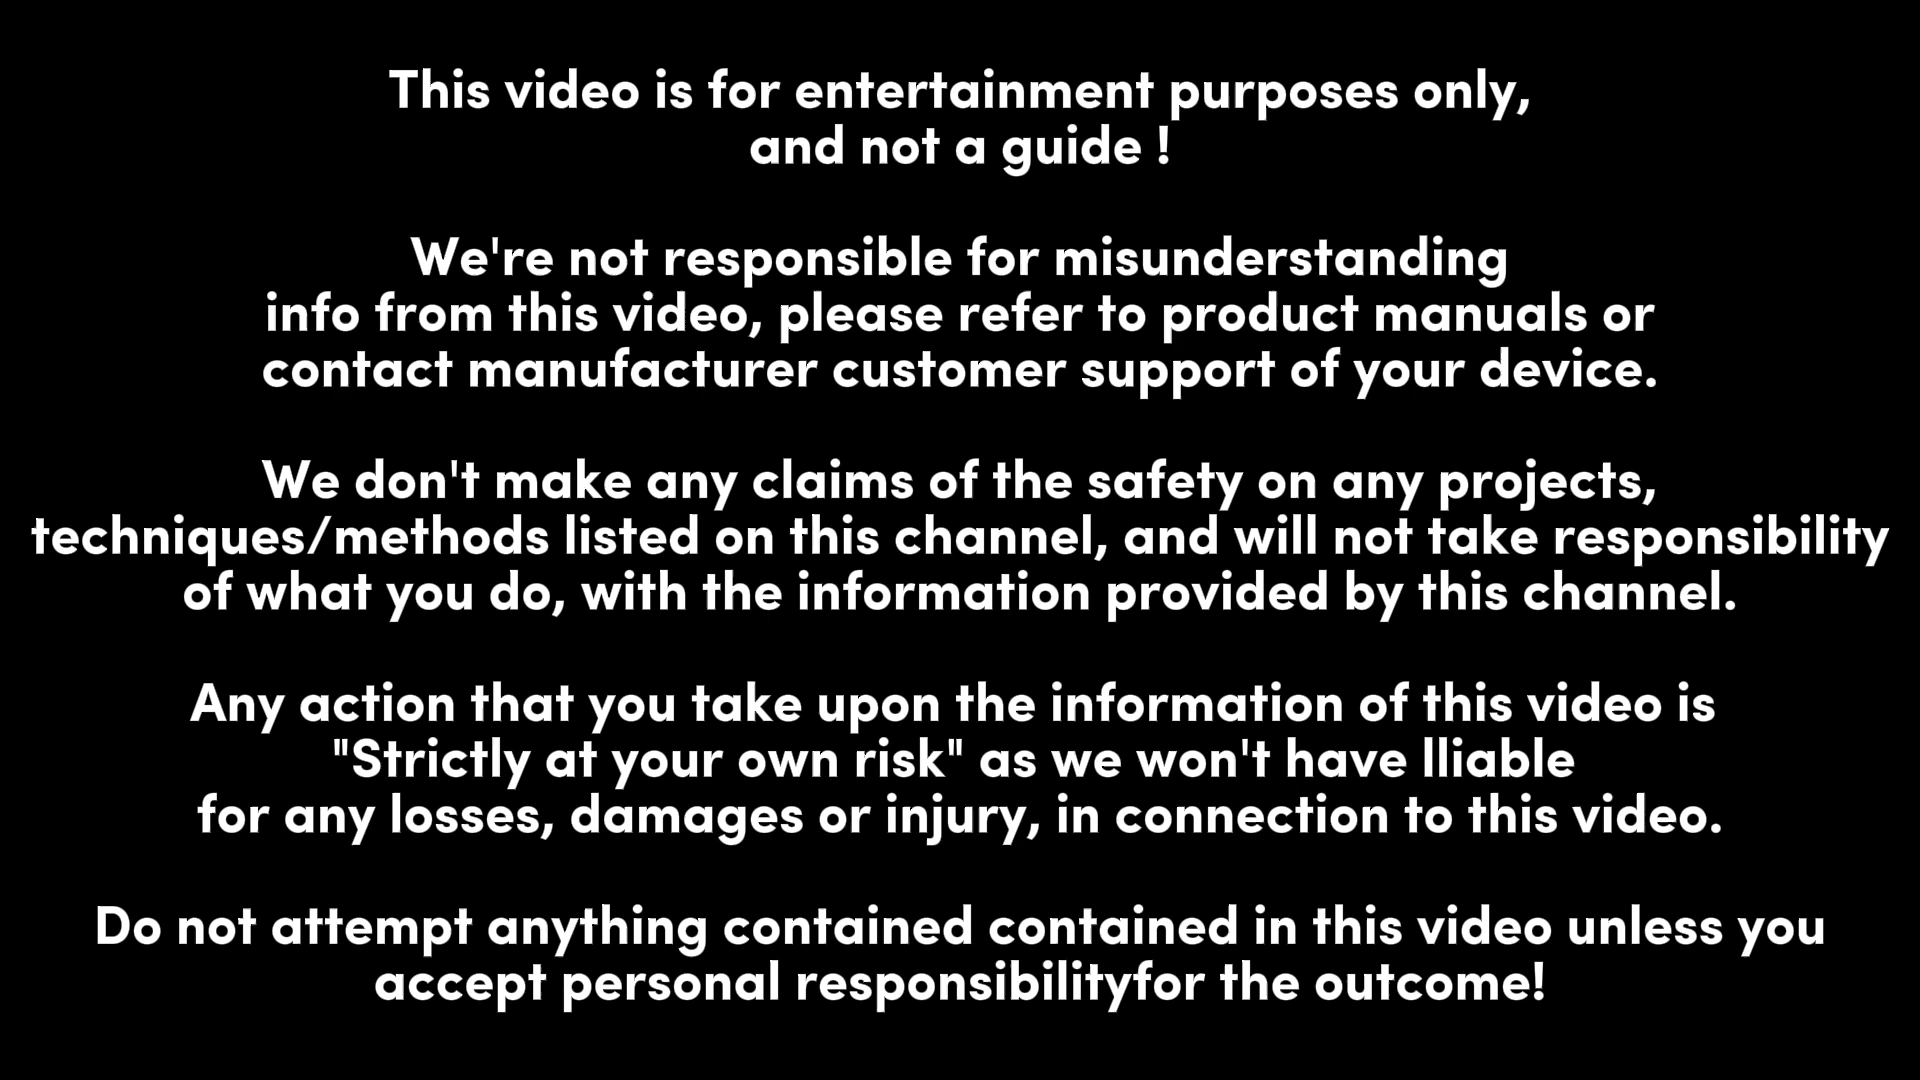 This video is for entertainment purposes only,
and not a guide !
We're not responsible for misunderstanding
info from this video, please refer to product manuals or
contact manufacturer customer support of your device.
We don't make any claims of the safety on any projects,
techniques/methods listed on this channel, and will not take responsibility
of what you do, with the information provided by this channel.
Any action that you take upon the information of this video is
"Strictly at your own risk" as we won't have lliable
for any losses, damages or injury, in connection to this video.
Do not attempt anything contained contained in this video unless you
accept personal responsibilityfor the outcome!